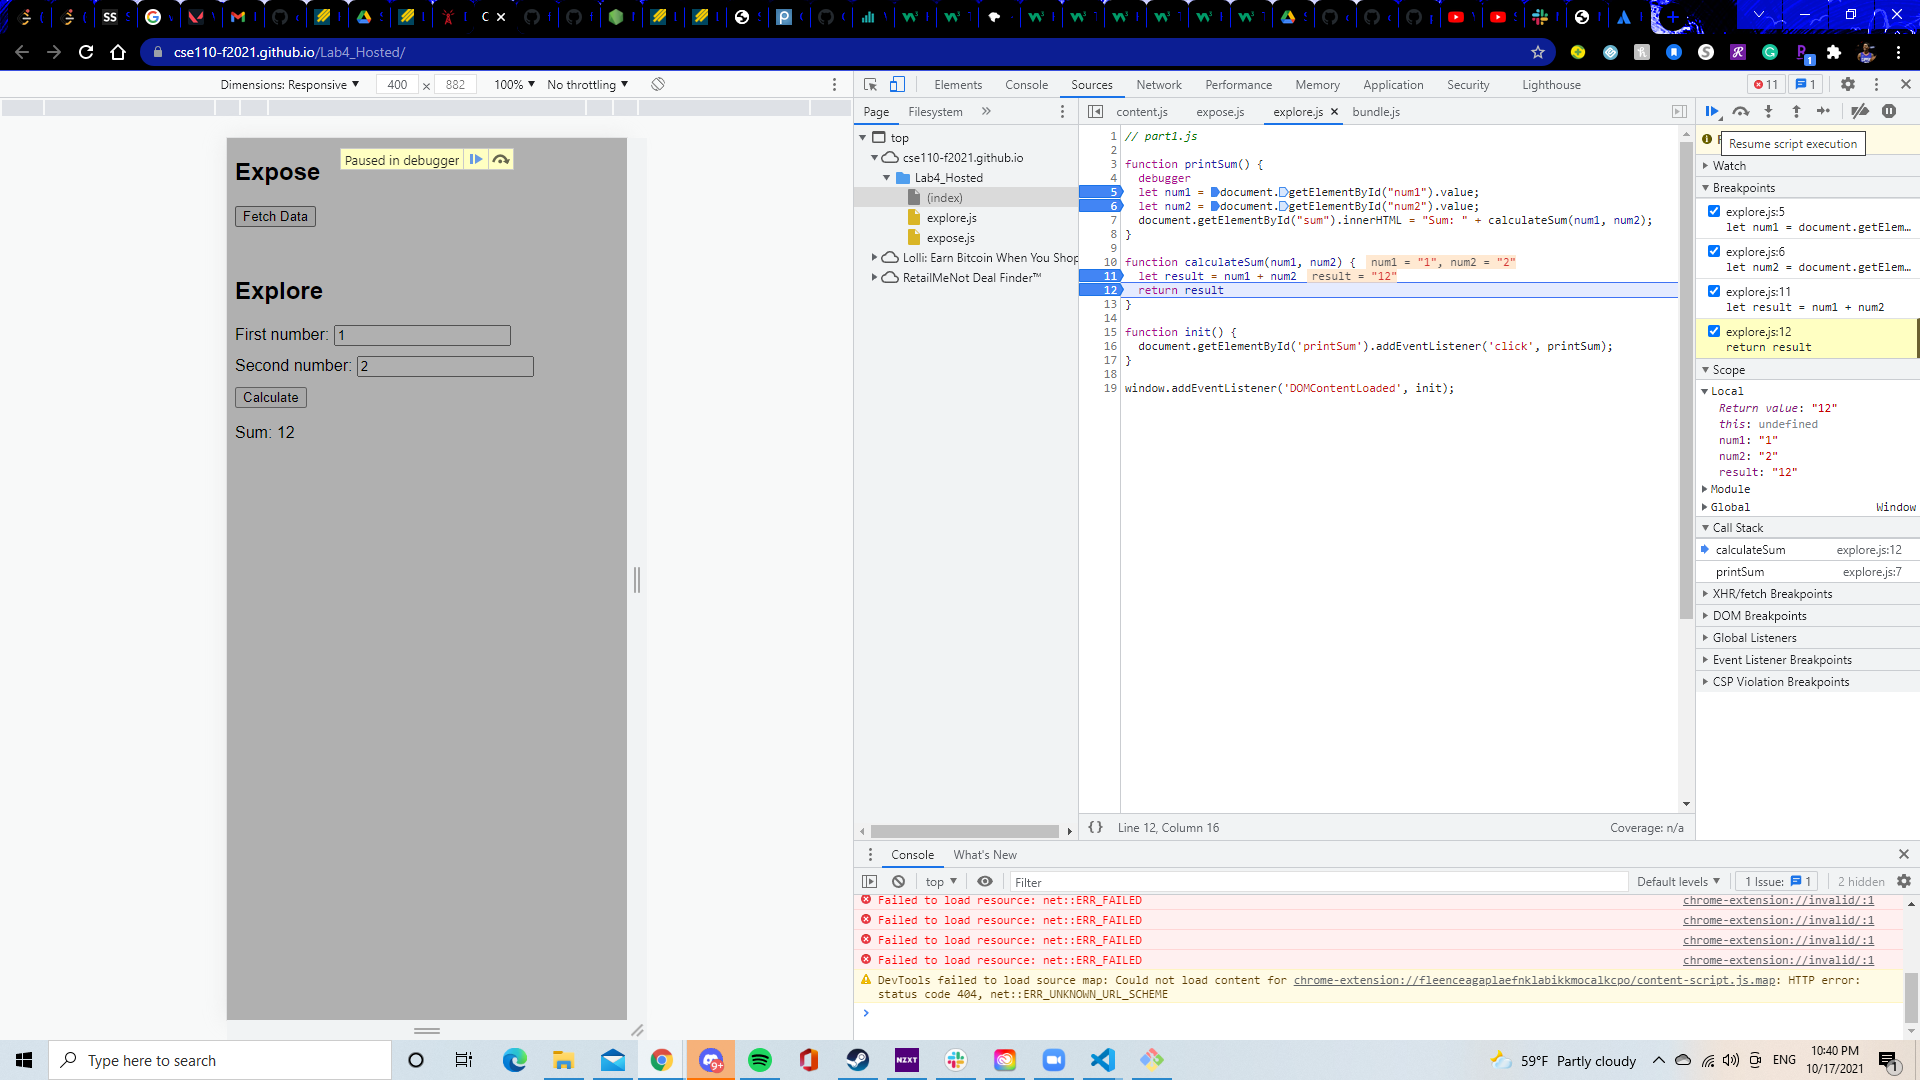 cse110-f2021.github.io/Lab4_Hosted/
Dimensions: Responsive
400 × 882
100%
No throttling
Elements
Console
Sources
Network
Performance
Memory
Application
Security
Lighthouse
11
1
Page
Filesystem
content.js
expose.js
explore.js
bundle.js
Resume script execution
top
cse110-f2021.github.io
Lab4_Hosted
(index)
explore.js
expose.js
Lolli: Earn Bitcoin When You Shop
RetailMeNot Deal Finder™
Paused in debugger
Expose
Fetch Data
Explore
First number: 1
Second number: 2
Calculate
Sum: 12
1 // part1.js
2
3 function printSum() {
4 debugger
5 let num1 = document.getElementById("num1").value;
6 let num2 = document.getElementById("num2").value;
7 document.getElementById("sum").innerHTML = "Sum: " + calculateSum(num1, num2);
8 }
9
10 function calculateSum(num1, num2) { num1 = "1", num2 = "2"
11 let result = num1 + num2 result = "12"
12 return result
13 }
14
15 function init() {
16 document.getElementById('printSum').addEventListener('click', printSum);
17 }
18
19 window.addEventListener('DOMContentLoaded', init);
Watch
Breakpoints
explore.js:5
let num1 = document.getElem…
explore.js:6
let num2 = document.getElem…
explore.js:11
let result = num1 + num2
explore.js:12
return result
Scope
Local
Return value: "12"
this: undefined
num1: "1"
num2: "2"
result: "12"
Module
Global Window
Call Stack
calculateSum explore.js:12
printSum explore.js:7
XHR/fetch Breakpoints
DOM Breakpoints
Global Listeners
Event Listener Breakpoints
CSP Violation Breakpoints
{ } Line 12, Column 16
Coverage: n/a
Console
What's New
top
Filter
Default levels
1 Issue: 1
2 hidden
Failed to load resource: net::ERR_FAILED chrome-extension://invalid/:1
Failed to load resource: net::ERR_FAILED chrome-extension://invalid/:1
Failed to load resource: net::ERR_FAILED chrome-extension://invalid/:1
Failed to load resource: net::ERR_FAILED chrome-extension://invalid/:1
DevTools failed to load source map: Could not load content for chrome-extension://fleenceagaplaefnklabikkmocalkcpo/content-script.js.map: HTTP error:
status code 404, net::ERR_UNKNOWN_URL_SCHEME
Type here to search
NZXT
9+
59°F Partly cloudy
ENG
10:40 PM
10/17/2021
1